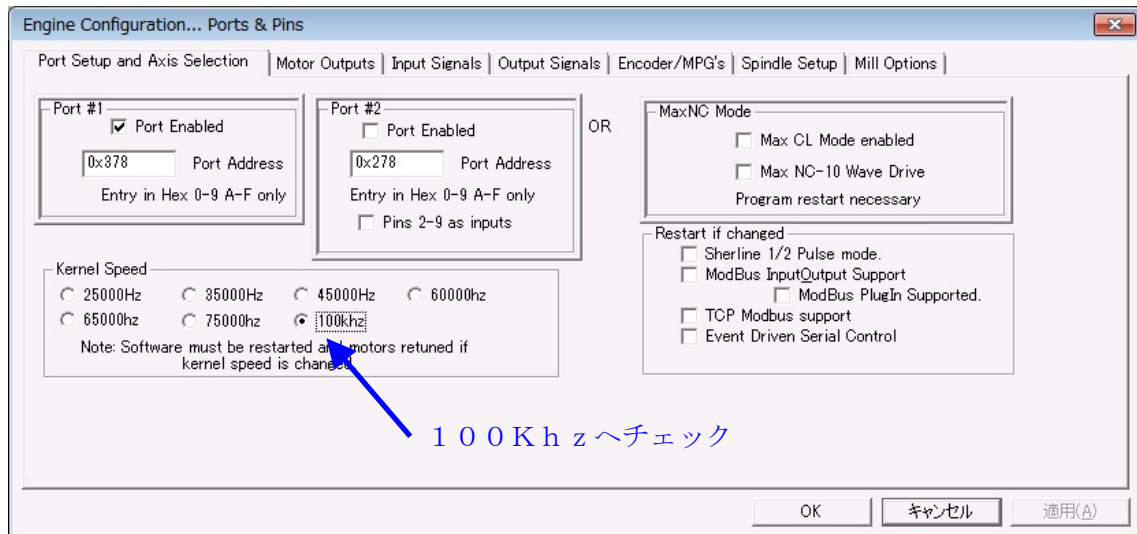 Engine Configuration... Ports & Pins
Port Setup and Axis Selection Motor Outputs Input Signals Output Signals Encoder/MPG's Spindle Setup Mill Options
Port #1
Port Enabled
0x378 Port Address
Entry in Hex 0-9 A-F only
Port #2
Port Enabled
0x278 Port Address
Entry in Hex 0-9 A-F only
Pins 2-9 as inputs
OR
MaxNC Mode
Max CL Mode enabled
Max NC-10 Wave Drive
Program restart necessary
Restart if changed
Sherline 1/2 Pulse mode.
ModBus InputOutput Support
ModBus PlugIn Supported.
TCP Modbus support
Event Driven Serial Control
Kernel Speed
25000Hz 35000Hz 45000Hz 60000hz
65000hz 75000hz 100khz
Note: Software must be restarted and motors retuned if
kernel speed is changed
100Khzへチェック
OK キャンセル 適用(A)